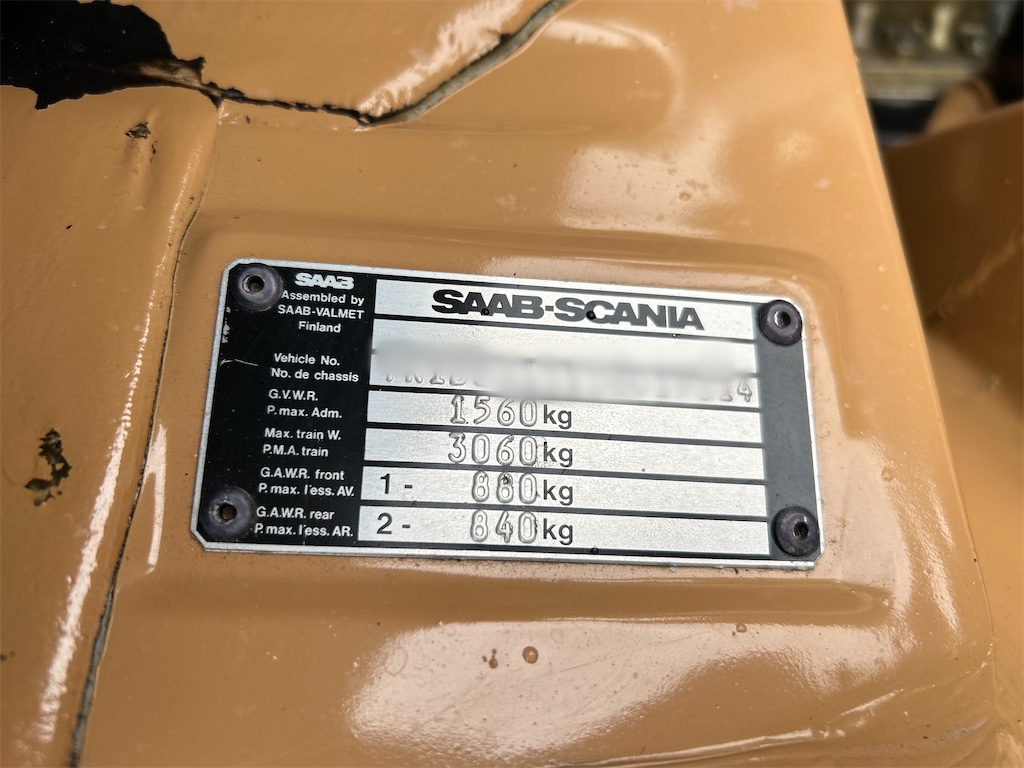 SAAB
Assembled by
SAAB-VALMET
Finland
SAAB-SCANIA
Vehicle No.
No. de chassis
G.V.W.R.
P. max. Adm.
1560 kg
Max. train W.
P.M.A. train
3060 kg
G.A.W.R. front
P. max. l'ess. AV.
1 - 880 kg
G.A.W.R. rear
P. max. l'ess. AR.
2 - 840 kg